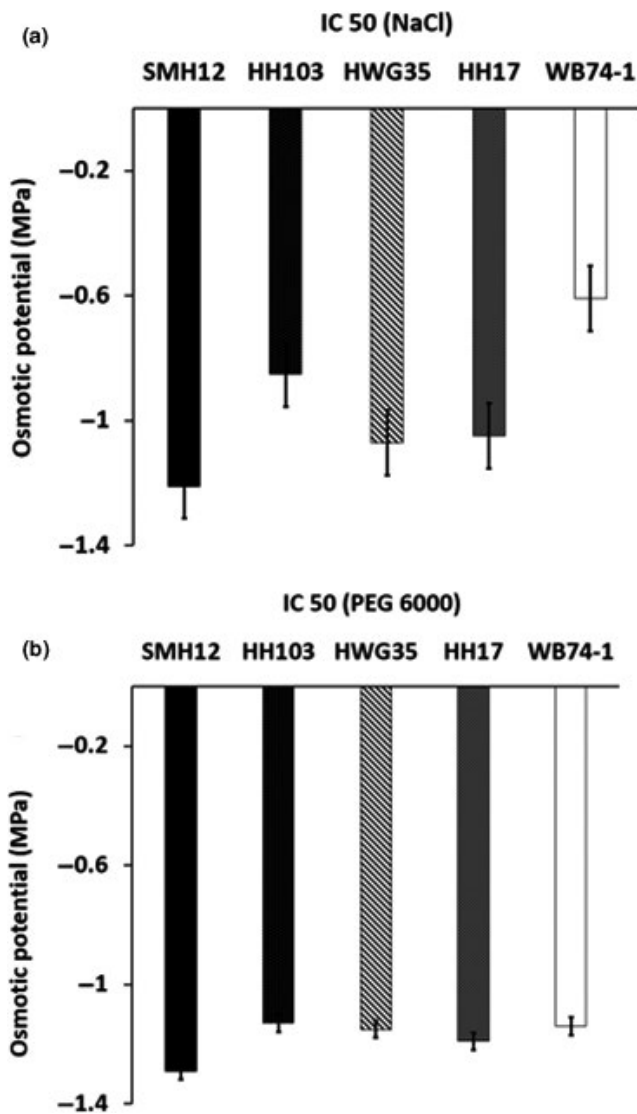 (a)
IC 50 (NaCl)
SMH12 HH103 HWG35 HH17 WB74-1
Osmotic potential (MPa)
–0.2
–0.6
–1
–1.4
IC 50 (PEG 6000)
(b)
SMH12 HH103 HWG35 HH17 WB74-1
Osmotic potential (MPa)
–0.2
–0.6
–1
–1.4